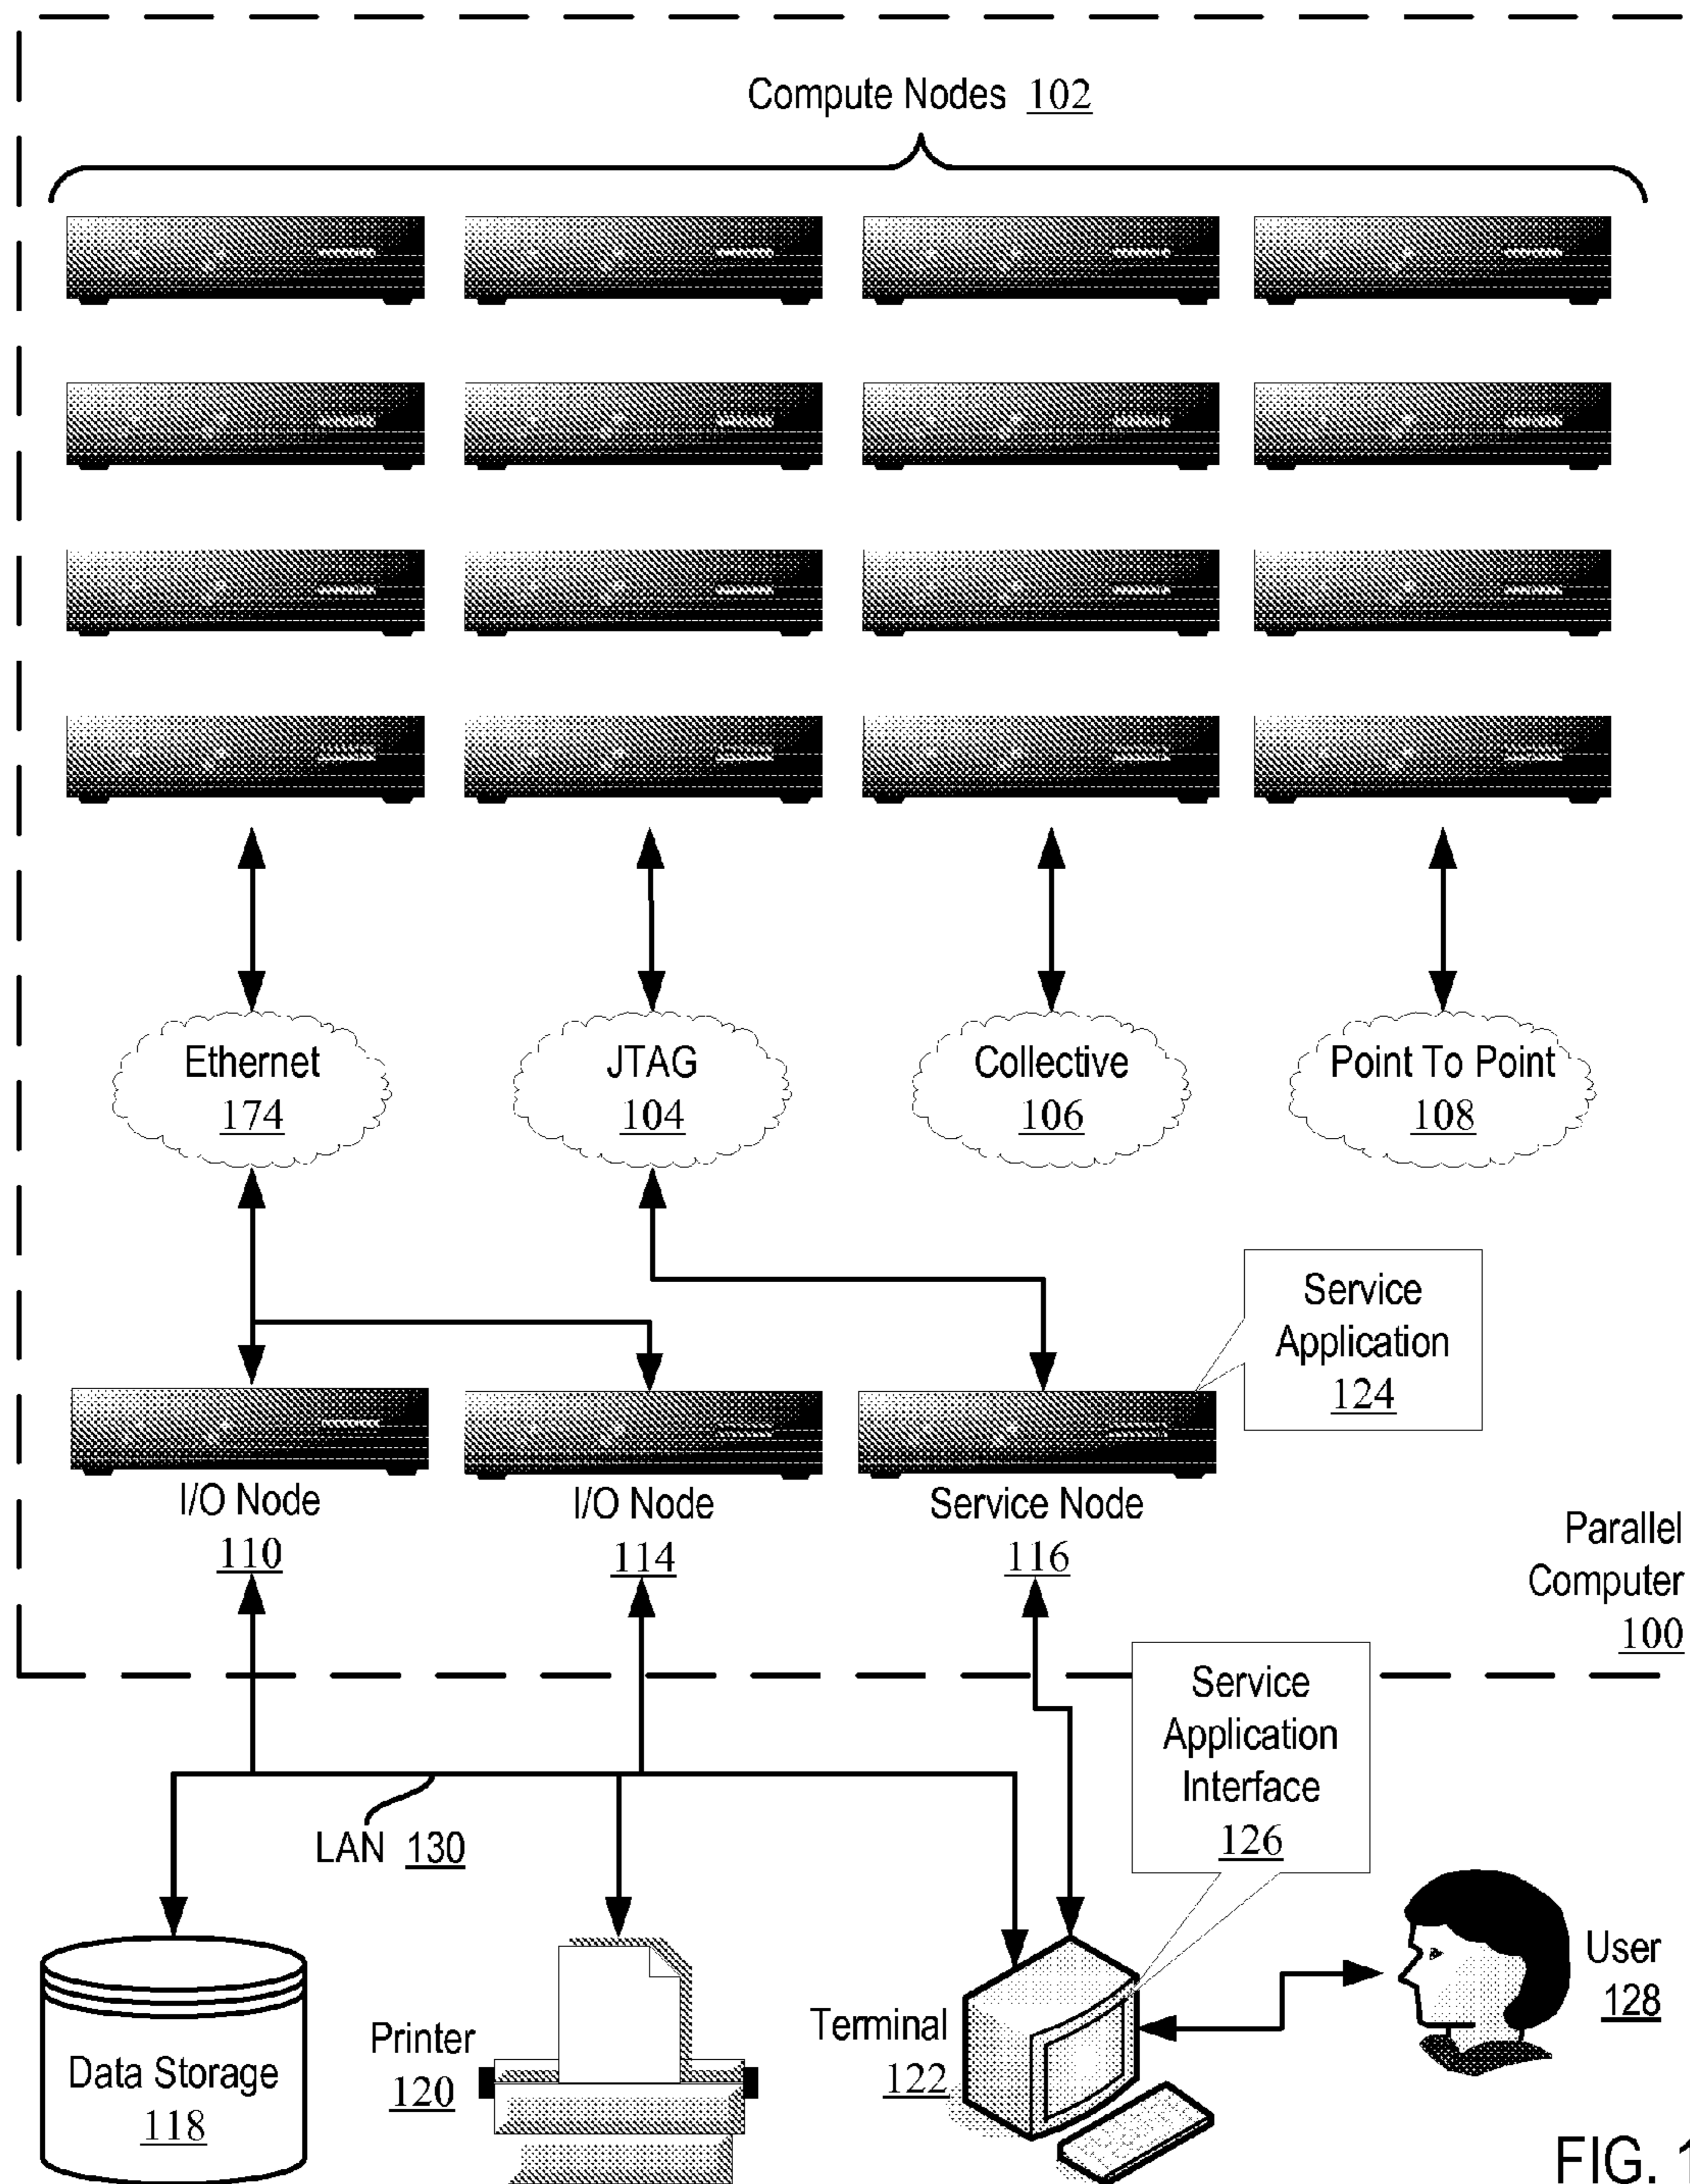 Compute Nodes 102
Ethernet
174
JTAG
104
Collective
106
Point To Point
108
Service
Application
124
I/O Node
110
I/O Node
114
Service Node
116
Parallel
Computer
100
Service
Application
Interface
126
LAN 130
Data Storage
118
Printer
120
Terminal
122
User
128
FIG. 1